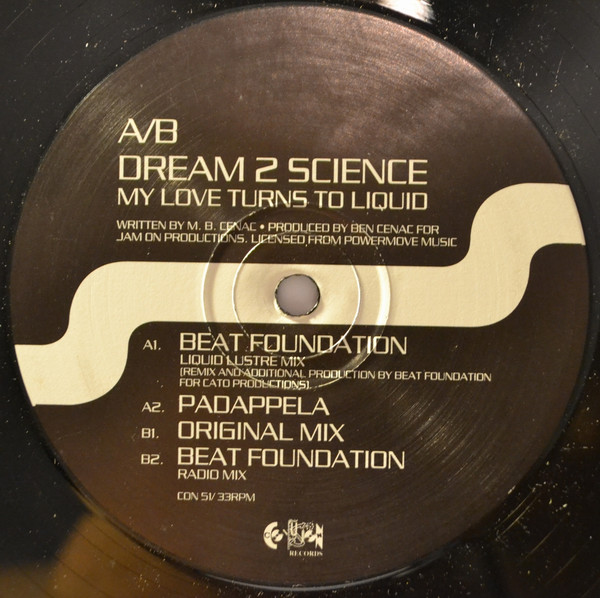 A/B
DREAM 2 SCIENCE
MY LOVE TURNS TO LIQUID
WRITTEN BY M. B. CENAC • PRODUCED BY BEN CENAC FOR
JAM ON PRODUCTIONS. LICENSED FROM POWERMOVE MUSIC
A1. BEAT FOUNDATION
LIQUID LUSTRE MIX
(REMIX AND ADDITIONAL PRODUCTION BY BEAT FOUNDATION
FOR CATO PRODUCTIONS).
A2. PADAPPELLA
B1. ORIGINAL MIX
B2. BEAT FOUNDATION
RADIO MIX
CON 51/ 33RPM
RECORDS